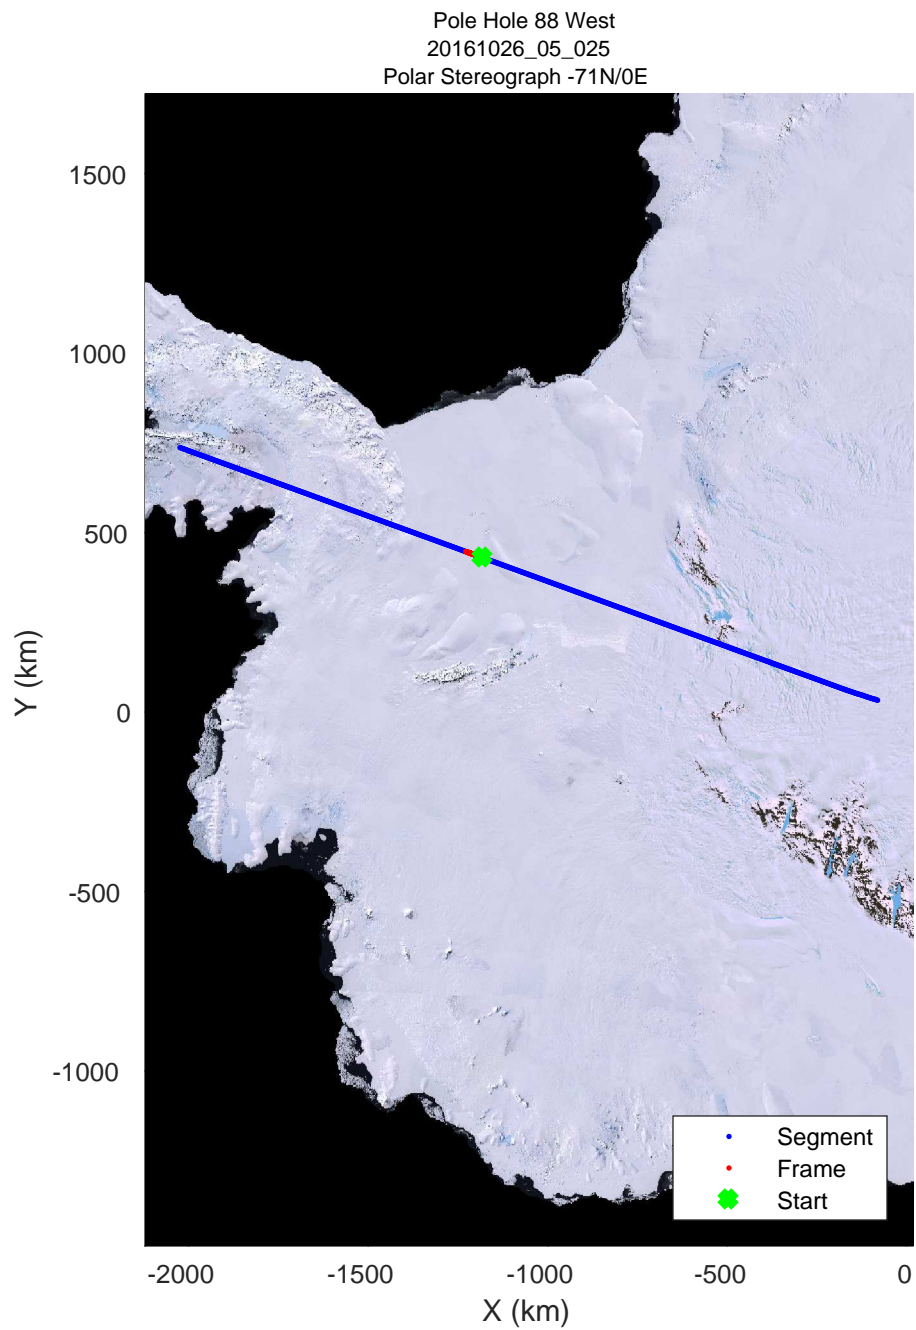 Pole Hole 88 West
20161026_05_025
Polar Stereograph -71N/0E
1500
1000
500
0
-500
-1000
Y (km)
-2000
-1500
-1000
-500
0
X (km)
Segment
Frame
Start